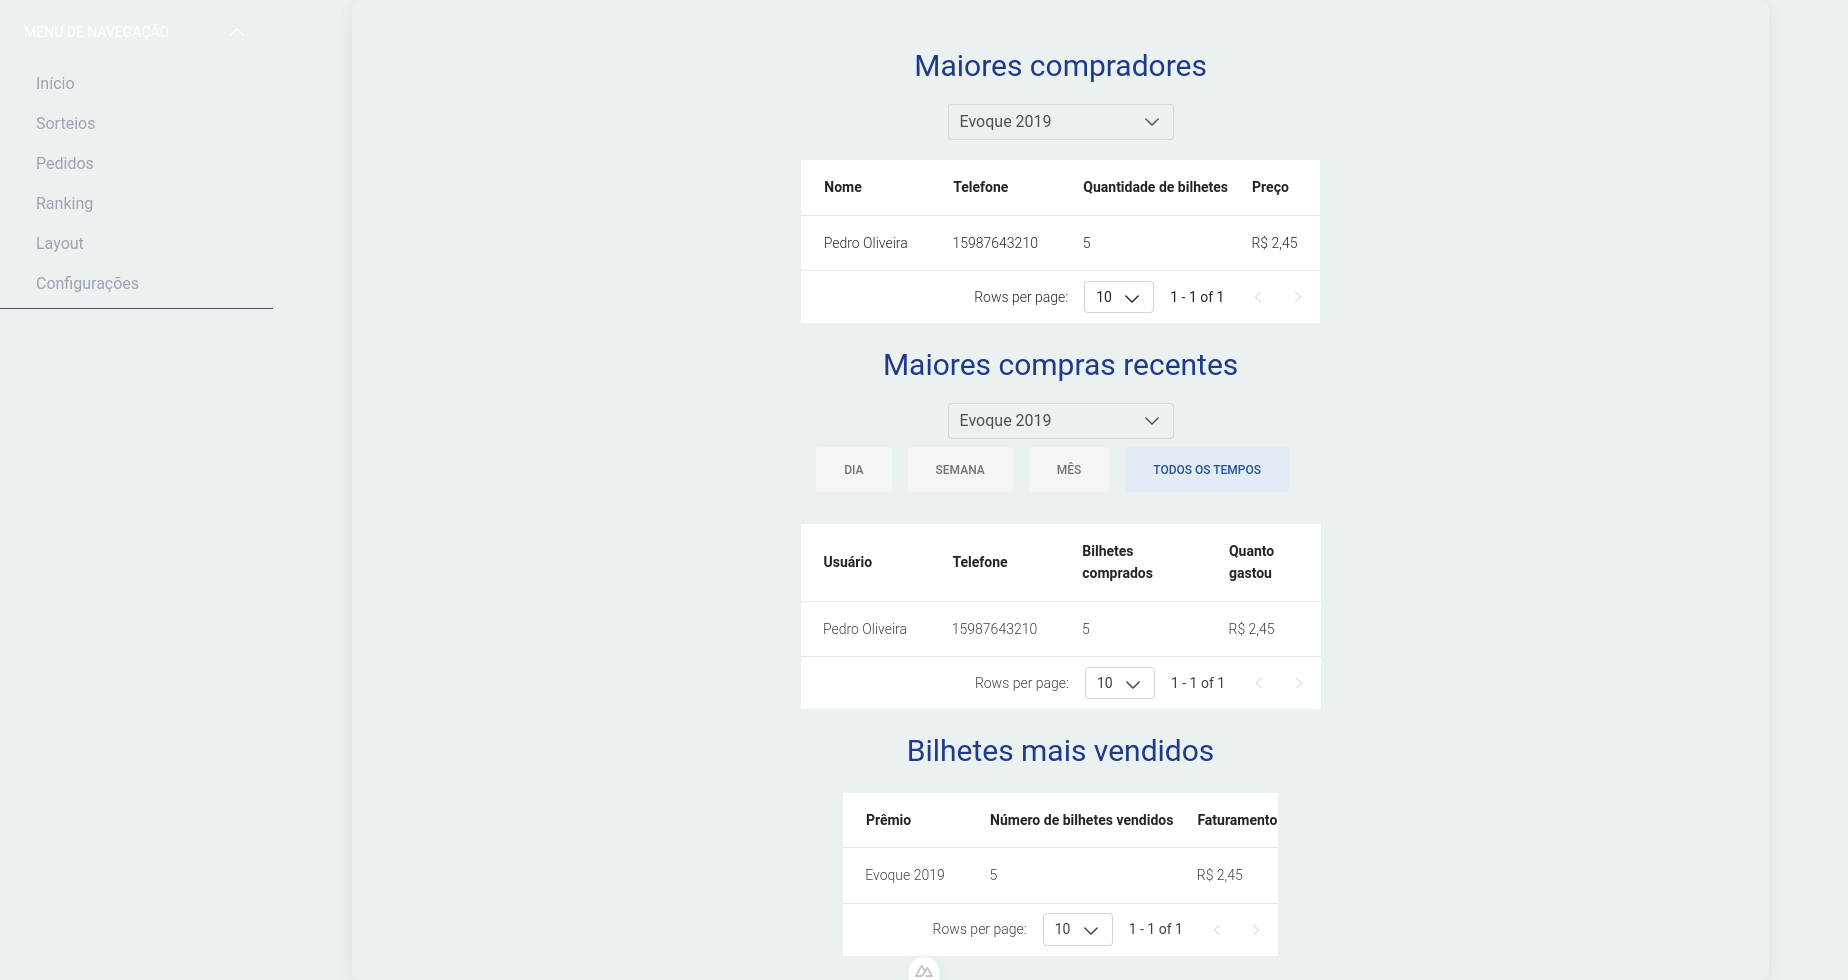 MENU DE NAVEGAÇÃO
Início
Sorteios
Pedidos
Ranking
Layout
Configurações
Maiores compradores
Evoque 2019
Nome Telefone Quantidade de bilhetes Preço
Pedro Oliveira 15987643210 5 R$ 2,45
Rows per page: 10 1 - 1 of 1
Maiores compras recentes
Evoque 2019
DIA SEMANA MÊS TODOS OS TEMPOS
Usuário Telefone Bilhetes comprados Quanto gastou
Pedro Oliveira 15987643210 5 R$ 2,45
Rows per page: 10 1 - 1 of 1
Bilhetes mais vendidos
Prêmio Número de bilhetes vendidos Faturamento
Evoque 2019 5 R$ 2,45
Rows per page: 10 1 - 1 of 1